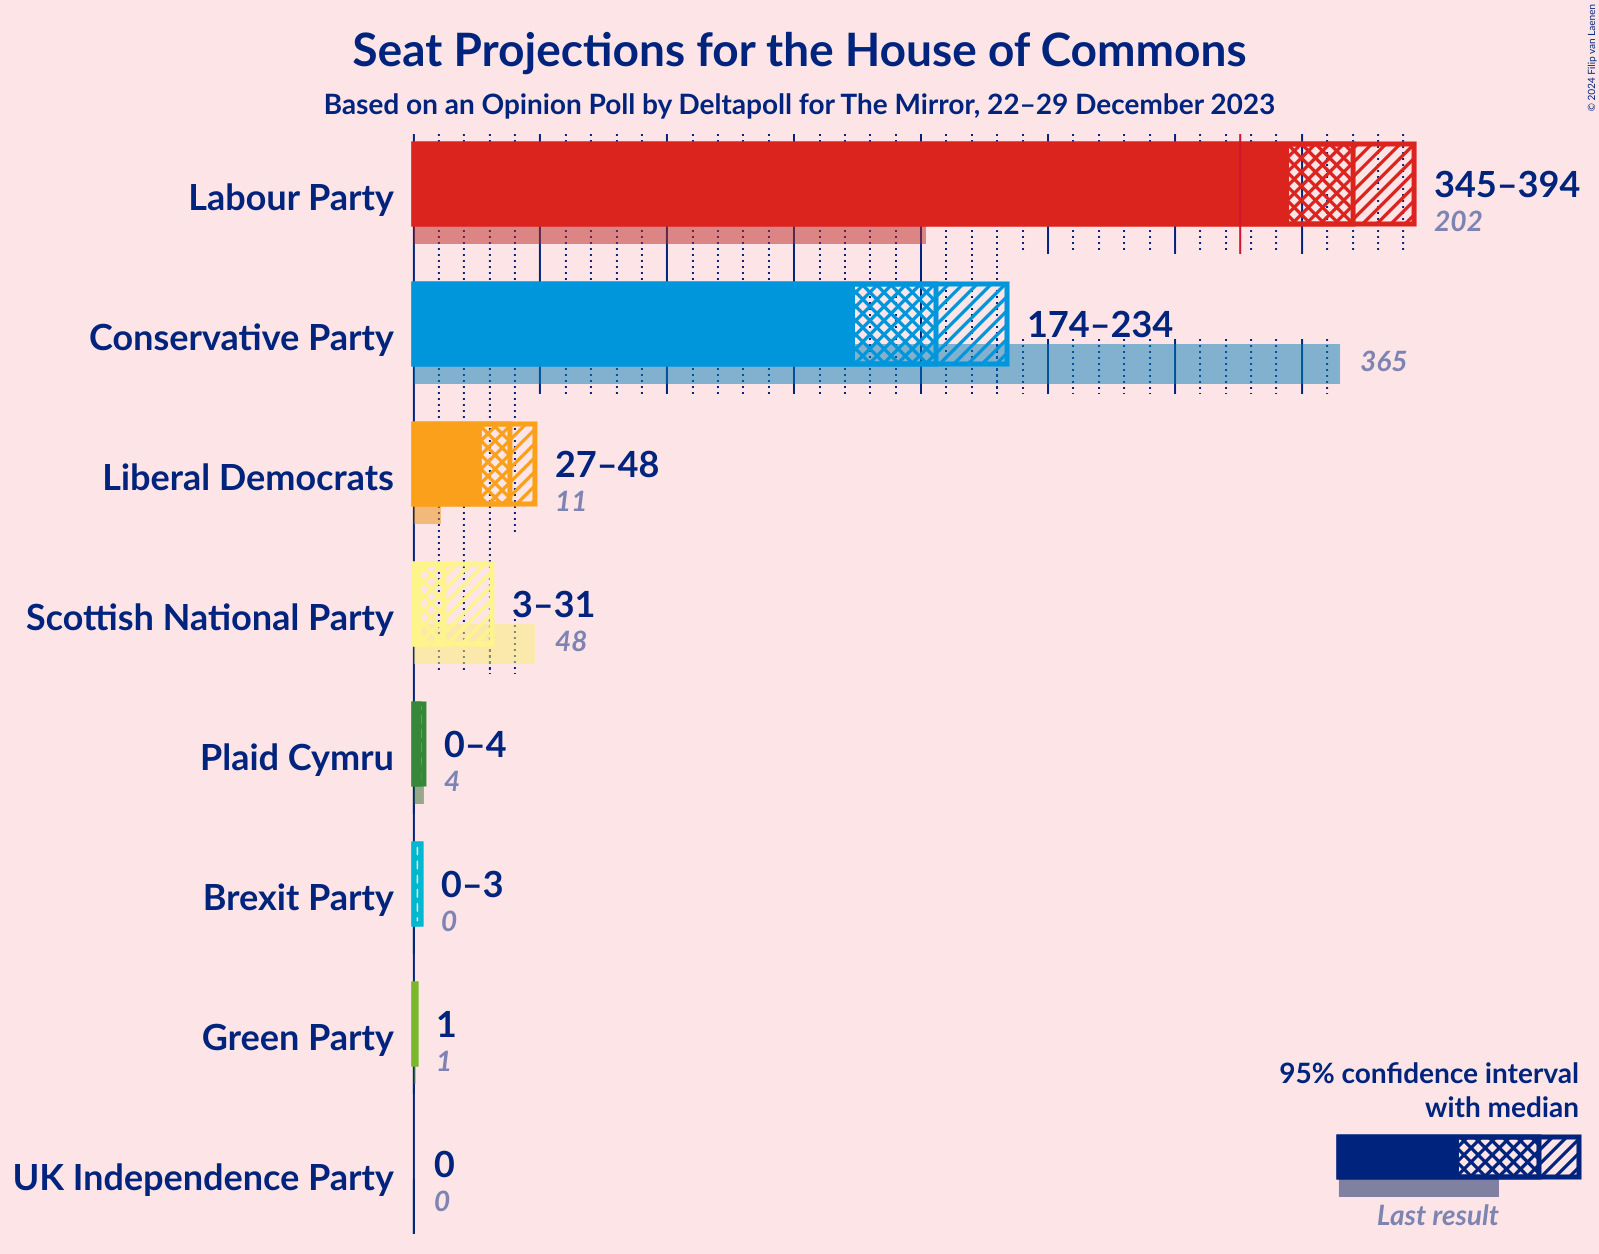 Seat Projections for the House of Commons
Based on an Opinion Poll by Deltapoll for The Mirror, 22–29 December 2023
© 2024 Filip van Laenen
Labour Party
345–394
202
Conservative Party
174–234
365
Liberal Democrats
27–48
11
Scottish National Party
3–31
48
Plaid Cymru
0–4
4
Brexit Party
0–3
0
Green Party
1
1
UK Independence Party
0
0
95% confidence interval
with median
Last result